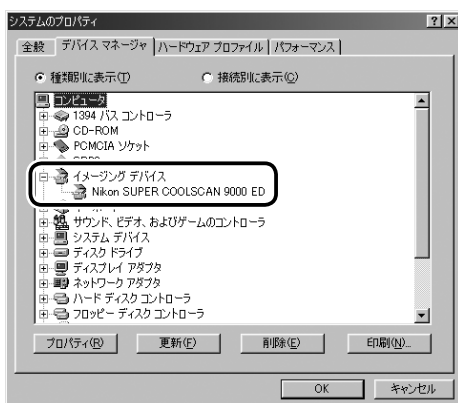 システムのプロパティ
全般 デバイス マネージャ ハードウェア プロファイル パフォーマンス
種類別に表示(T) 接続別に表示(C)
コンピュータ
1394 バス コントローラ
CD-ROM
PCMCIA ソケット
イメージング デバイス
Nikon SUPER COOLSCAN 9000 ED
サウンド、ビデオ、およびゲームのコントローラ
システム デバイス
ディスク ドライブ
ディスプレイ アダプタ
ネットワーク アダプタ
ハード ディスク コントローラ
フロッピー ディスク コントローラ
プロパティ(R) 更新(F) 削除(E) 印刷(N)...
OK キャンセル